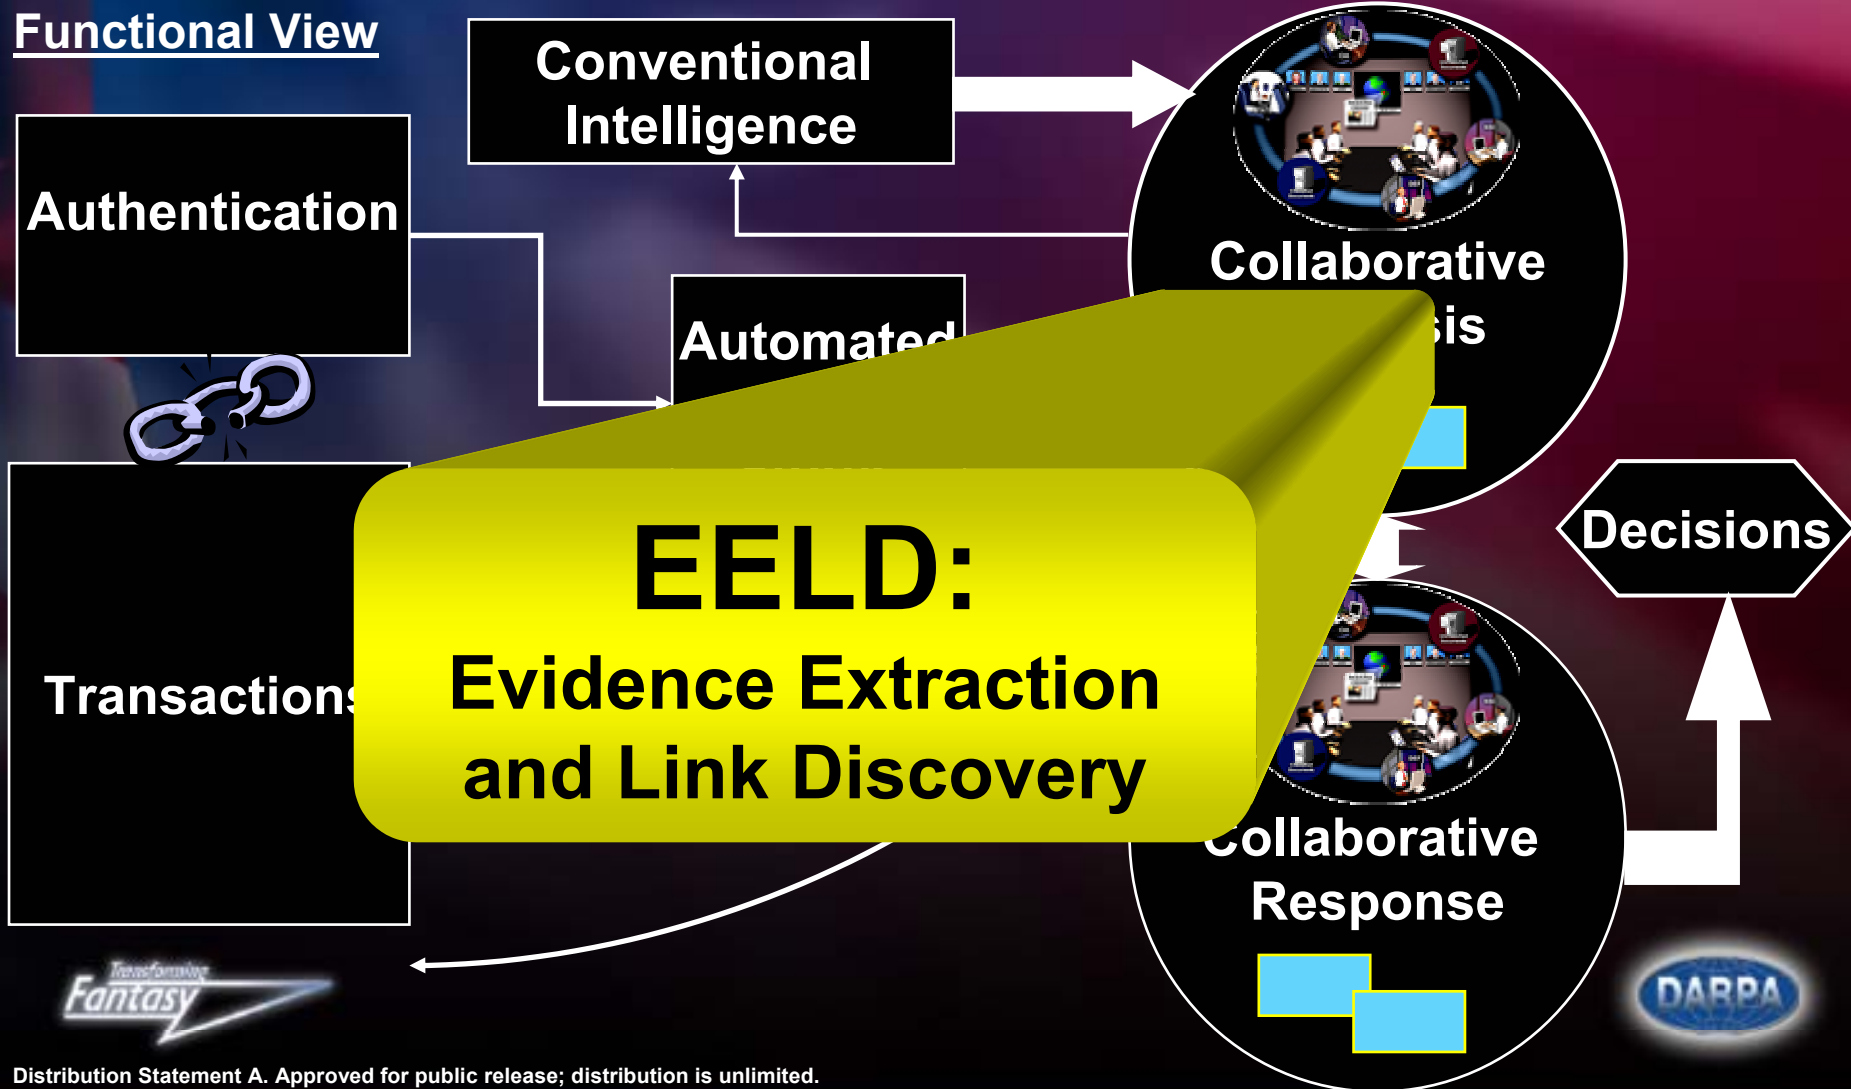 Functional View
Conventional
Intelligence
Authentication
Collaborative
sis
Automated
EELD:
Evidence Extraction
and Link Discovery
Decisions
Transactions
Collaborative
Response
Transforming
Fantasy
DARPA
Distribution Statement A. Approved for public release; distribution is unlimited.